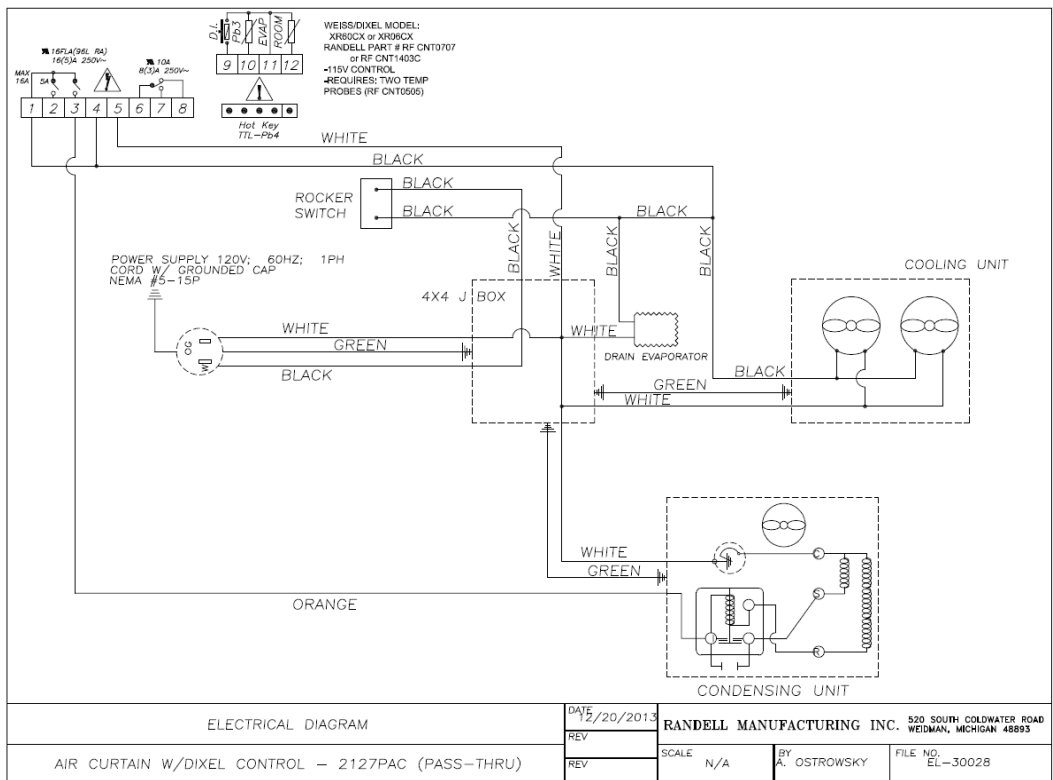 D.I.
Pb3
EVAP
ROOM
WEISS/DIXEL MODEL:
XR60CX or XR06CX
RANDELL PART # RF CNT0707
or RF CNT1403C
-115V CONTROL
-REQUIRES: TWO TEMP
PROBES (RF CNT0505)
16FLA(96L RA)
16(5)A 250V~
10A
8(3)A 250V~
MAX
16A
5A
9 10 11 12
1 2 3 4 5 6 7 8
Hot Key
TTL-Pb4
WHITE
BLACK
ROCKER
SWITCH
BLACK
BLACK
BLACK
BLACK
WHITE
BLACK
BLACK
POWER SUPPLY 120V; 60HZ; 1PH
CORD W/ GROUNDED CAP
NEMA #5-15P
COOLING UNIT
4X4 J BOX
WHITE
GREEN
BLACK
G
W
WHITE
DRAIN EVAPORATOR
BLACK
GREEN
WHITE
WHITE
GREEN
C
S
R
ORANGE
CONDENSING UNIT
ELECTRICAL DIAGRAM
AIR CURTAIN W/DIXEL CONTROL - 2127PAC (PASS-THRU)
DATE
12/20/2013
REV
REV
RANDELL MANUFACTURING INC.
520 SOUTH COLDWATER ROAD
WEIDMAN, MICHIGAN 48893
SCALE
N/A
BY
A. OSTROWSKY
FILE NO.
EL-30028